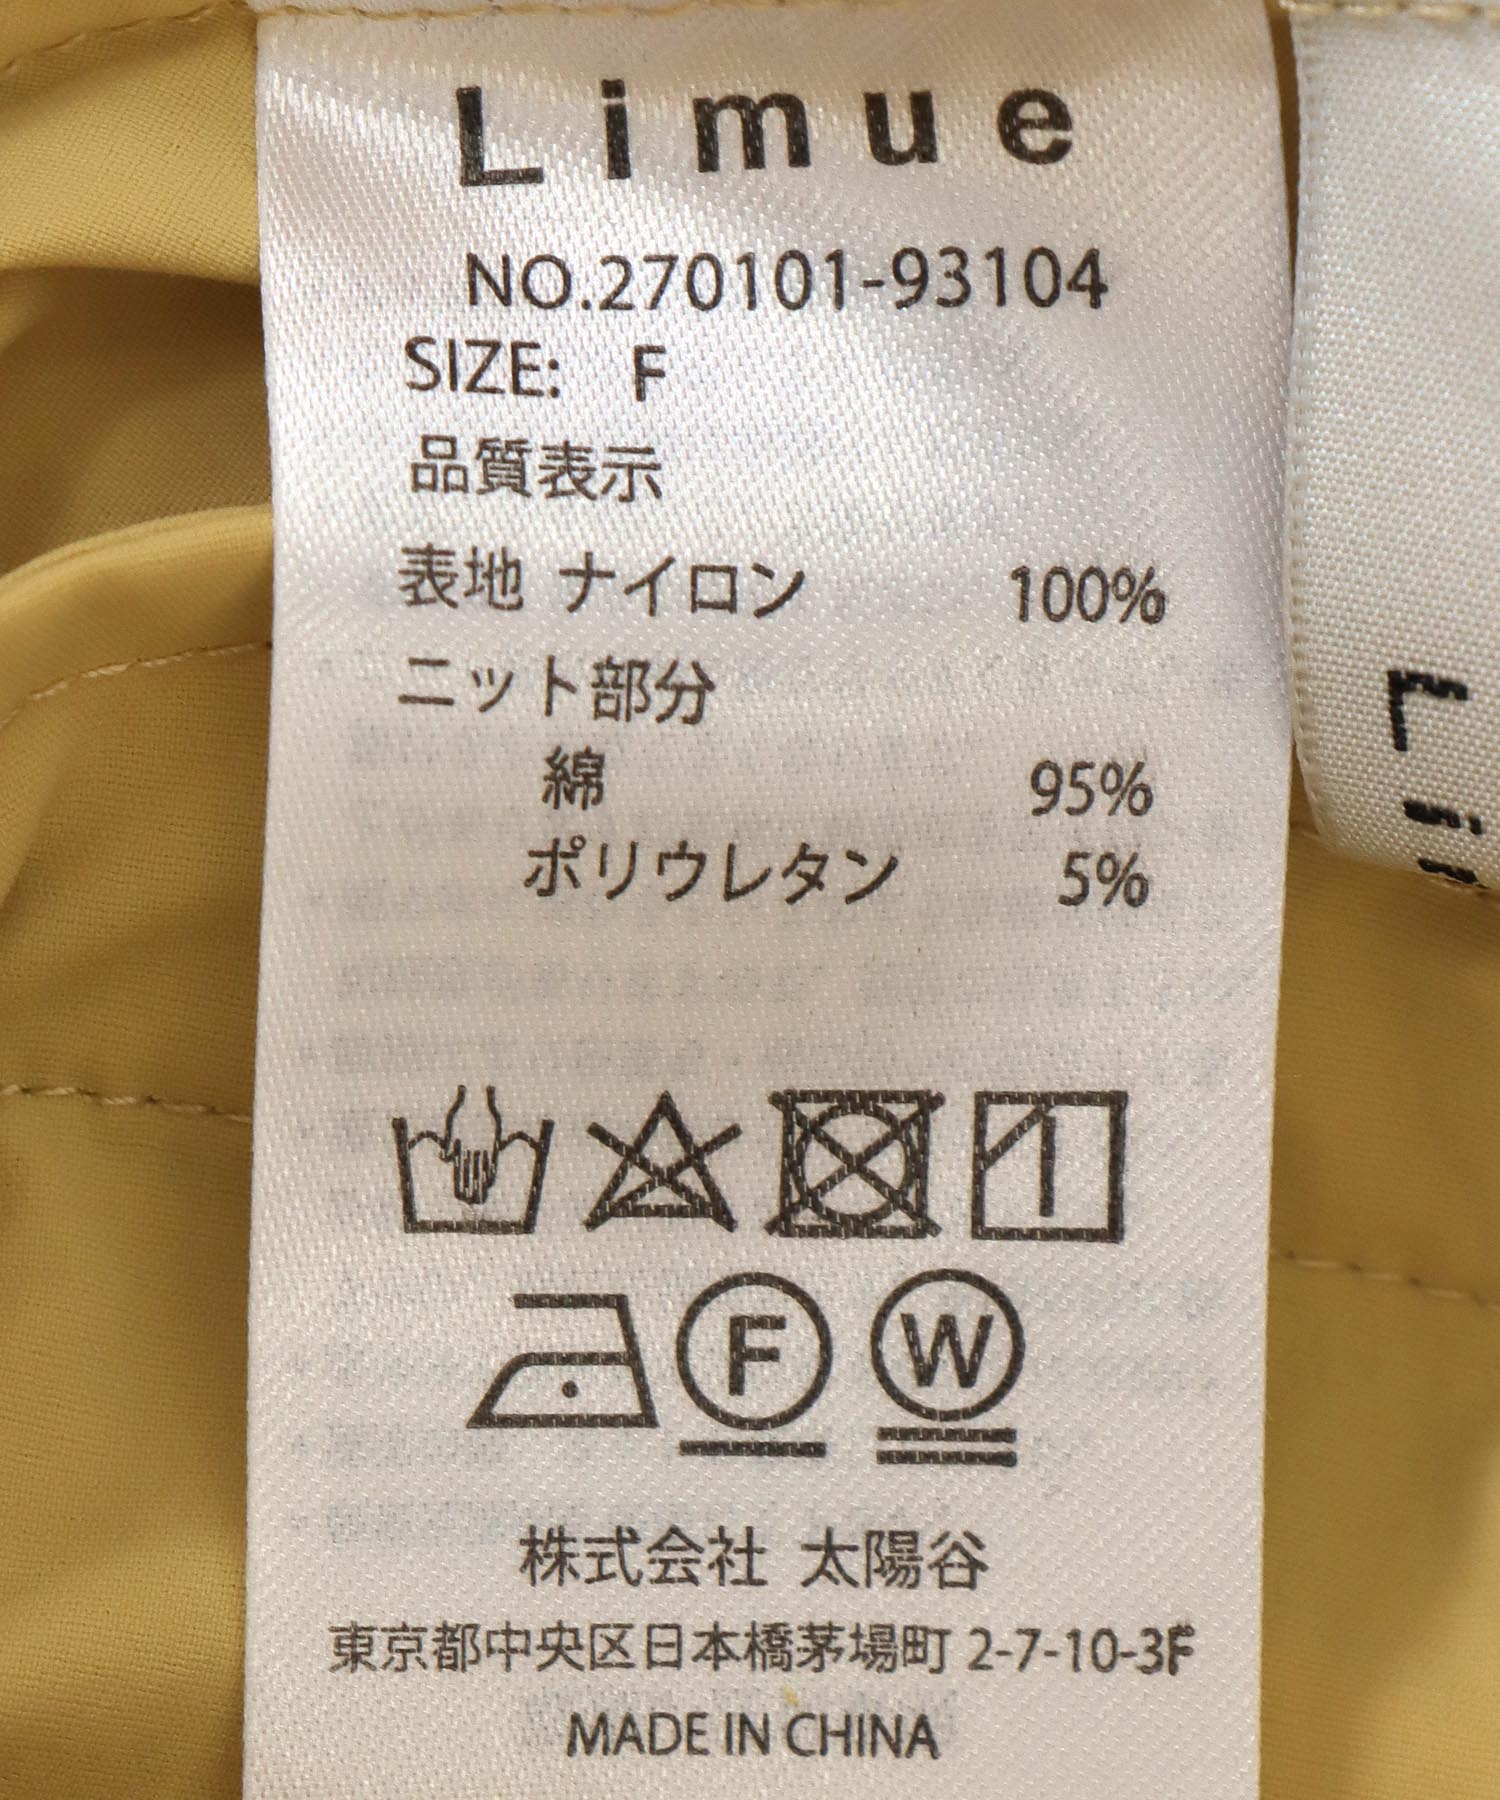 Limue
NO.270101-93104
SIZE: F
品質表示
表地 ナイロン 100%
ニット部分
綿 95%
ポリウレタン 5%
F W
株式会社 太陽谷
東京都中央区日本橋茅場町 2-7-10-3F
MADE IN CHINA
Li